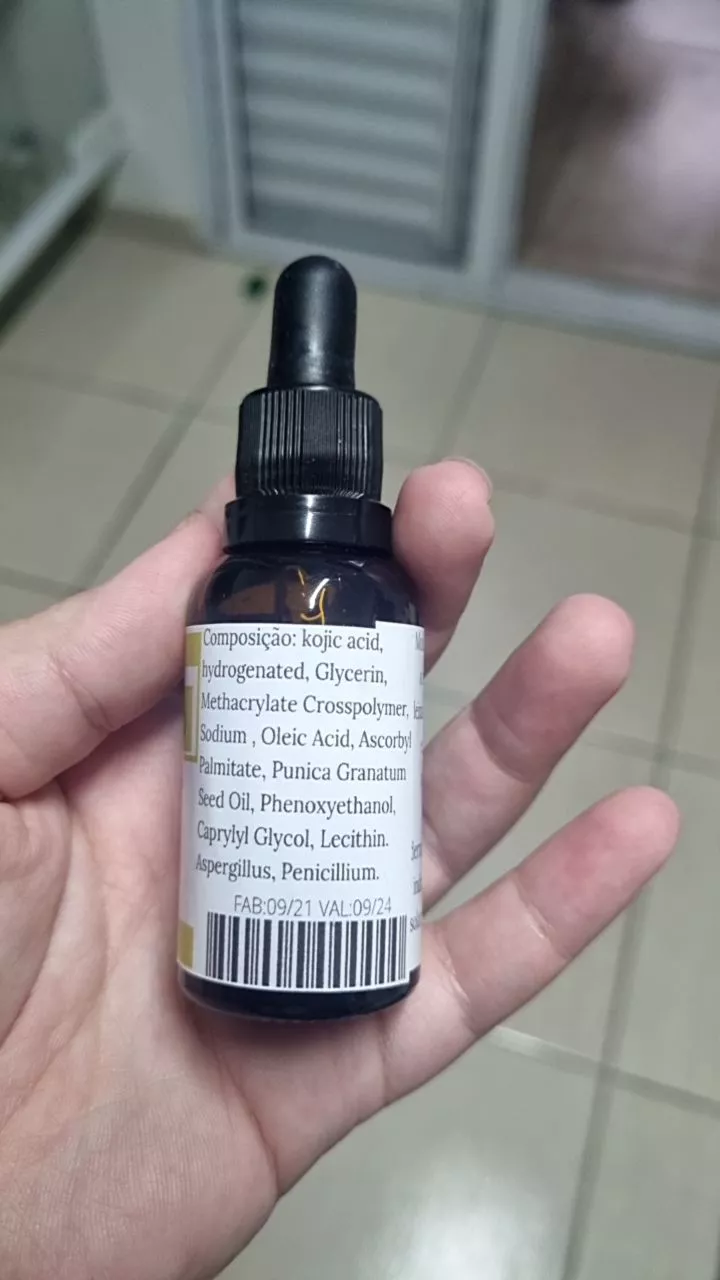 Composição: kojic acid,
hydrogenated, Glycerin,
Methacrylate Crosspolymer,
Sodium , Oleic Acid, Ascorbyl
Palmitate, Punica Granatum
Seed Oil, Phenoxyethanol,
Caprylyl Glycol, Lecithin.
Aspergillus, Penicillium.
FAB:09/21 VAL:09/24